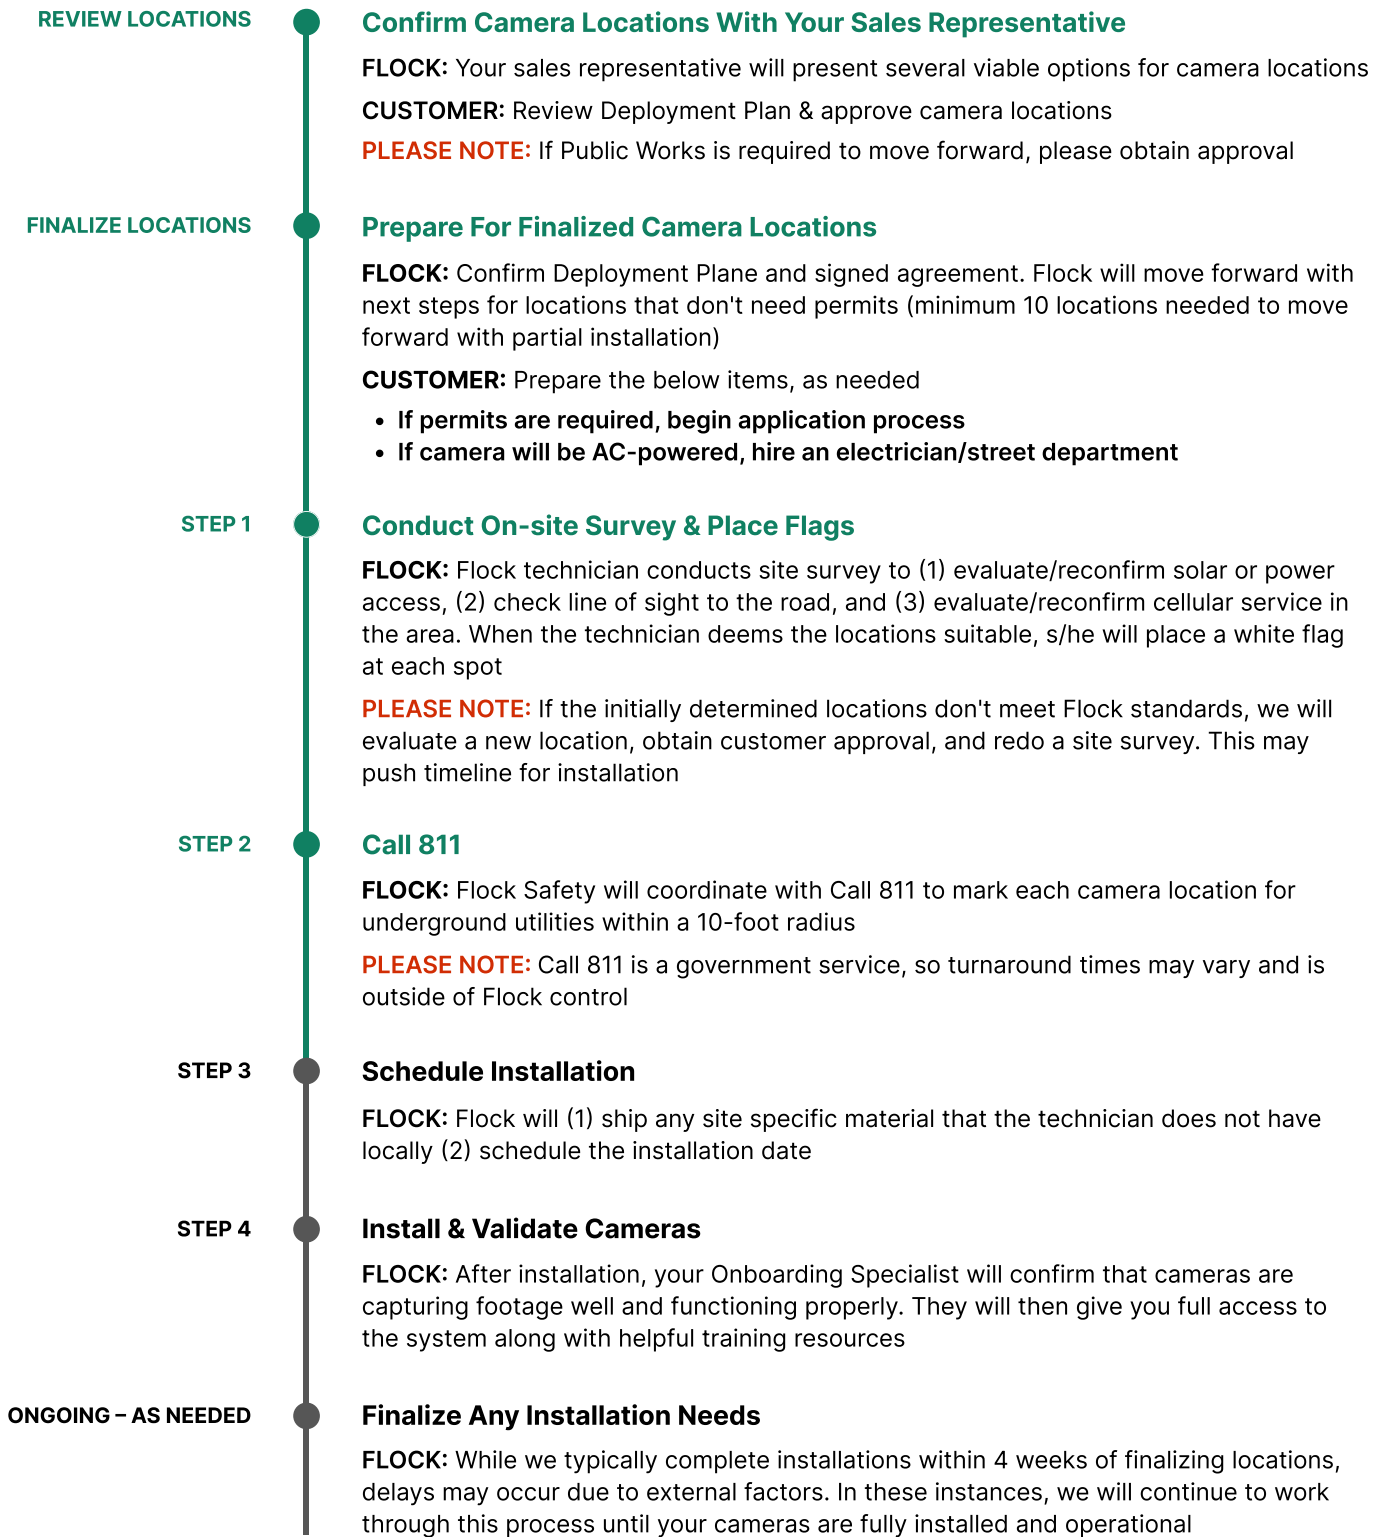 REVIEW LOCATIONS
Confirm Camera Locations With Your Sales Representative
FLOCK: Your sales representative will present several viable options for camera locations
CUSTOMER: Review Deployment Plan & approve camera locations
PLEASE NOTE: If Public Works is required to move forward, please obtain approval
FINALIZE LOCATIONS
Prepare For Finalized Camera Locations
FLOCK: Confirm Deployment Plane and signed agreement. Flock will move forward with
next steps for locations that don't need permits (minimum 10 locations needed to move
forward with partial installation)
CUSTOMER: Prepare the below items, as needed
• If permits are required, begin application process
• If camera will be AC-powered, hire an electrician/street department
STEP 1
Conduct On-site Survey & Place Flags
FLOCK: Flock technician conducts site survey to (1) evaluate/reconfirm solar or power
access, (2) check line of sight to the road, and (3) evaluate/reconfirm cellular service in
the area. When the technician deems the locations suitable, s/he will place a white flag
at each spot
PLEASE NOTE: If the initially determined locations don't meet Flock standards, we will
evaluate a new location, obtain customer approval, and redo a site survey. This may
push timeline for installation
STEP 2
Call 811
FLOCK: Flock Safety will coordinate with Call 811 to mark each camera location for
underground utilities within a 10-foot radius
PLEASE NOTE: Call 811 is a government service, so turnaround times may vary and is
outside of Flock control
STEP 3
Schedule Installation
FLOCK: Flock will (1) ship any site specific material that the technician does not have
locally (2) schedule the installation date
STEP 4
Install & Validate Cameras
FLOCK: After installation, your Onboarding Specialist will confirm that cameras are
capturing footage well and functioning properly. They will then give you full access to
the system along with helpful training resources
ONGOING – AS NEEDED
Finalize Any Installation Needs
FLOCK: While we typically complete installations within 4 weeks of finalizing locations,
delays may occur due to external factors. In these instances, we will continue to work
through this process until your cameras are fully installed and operational